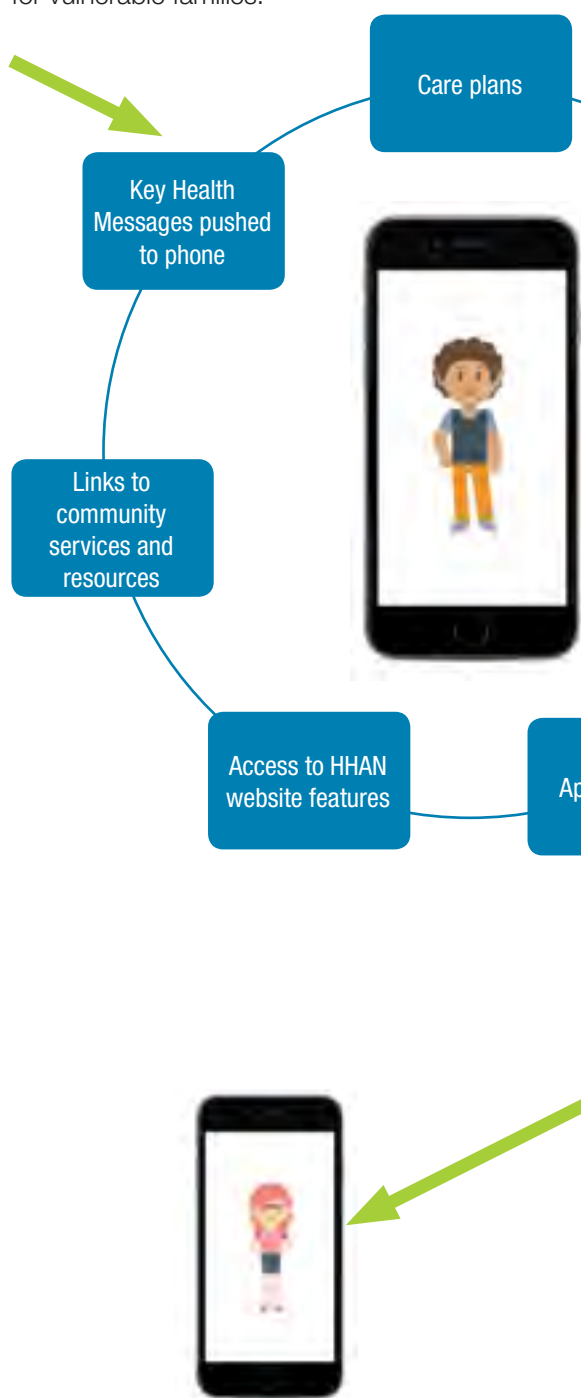 for vulnerable families.
Care plans
Key Health
Messages pushed
to phone
Links to
community
services and
resources
Access to HHAN
website features